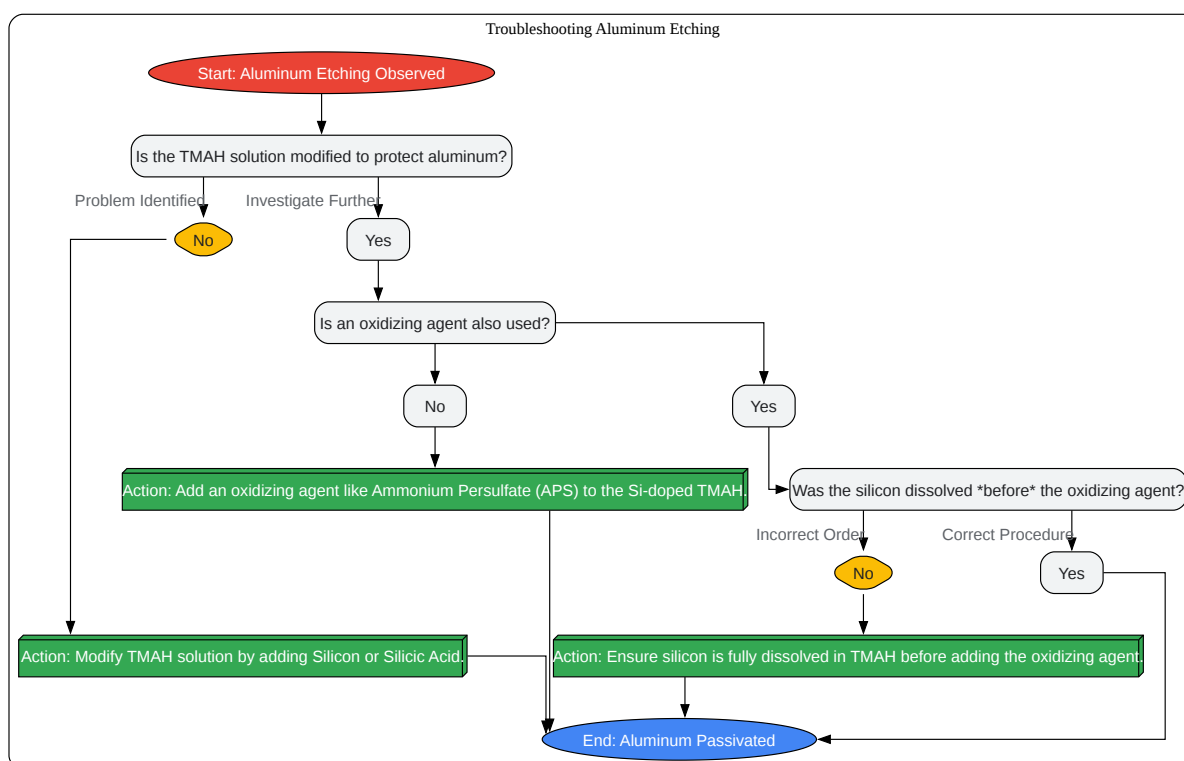 Troubleshooting Aluminum Etching
Start: Aluminum Etching Observed
Is the TMAH solution modified to protect aluminum?
Problem Identified
Investigate Further
No
Yes
Is an oxidizing agent also used?
No
Yes
Action: Add an oxidizing agent like Ammonium Persulfate (APS) to the Si-doped TMAH.
Was the silicon dissolved *before* the oxidizing agent?
Incorrect Order
Correct Procedure
No
Yes
Action: Modify TMAH solution by adding Silicon or Silicic Acid.
Action: Ensure silicon is fully dissolved in TMAH before adding the oxidizing agent.
End: Aluminum Passivated